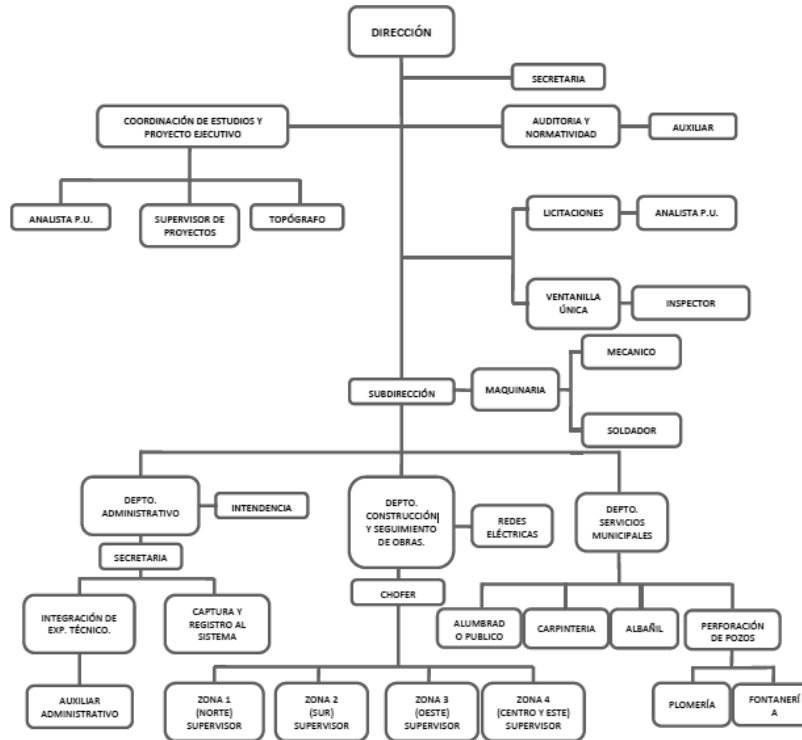 DIRECCIÓN
SECRETARIA
COORDINACIÓN DE ESTUDIOS Y
PROYECTO EJECUTIVO
AUDITORIA Y
NORMATIVIDAD
AUXILIAR
ANALISTA P.U.
SUPERVISOR DE
PROYECTOS
TOPÓGRAFO
LICITACIONES
ANALISTA P.U.
VENTANILLA
ÚNICA
INSPECTOR
MECANICO
SUBDIRECCIÓN
MAQUINARIA
SOLDADOR
DEPTO.
ADMINISTRATIVO
INTENDENCIA
DEPTO.
CONSTRUCCIÓN
Y SEGUIMIENTO
DE OBRAS.
REDES
ELÉCTRICAS
DEPTO.
SERVICIOS
MUNICIPALES
SECRETARIA
CHOFER
INTEGRACIÓN DE
EXP. TÉCNICO.
CAPTURA Y
REGISTRO AL
SISTEMA
ALUMBRAD
O PUBLICO
CARPINTERIA
ALBAÑIL
PERFORACIÓN
DE POZOS
AUXILIAR
ADMINISTRATIVO
ZONA 1
(NORTE)
SUPERVISOR
ZONA 2
(SUR)
SUPERVISOR
ZONA 3
(OESTE)
SUPERVISOR
ZONA 4
(CENTRO Y ESTE)
SUPERVISOR
PLOMERÍA
FONTANERÍ
A